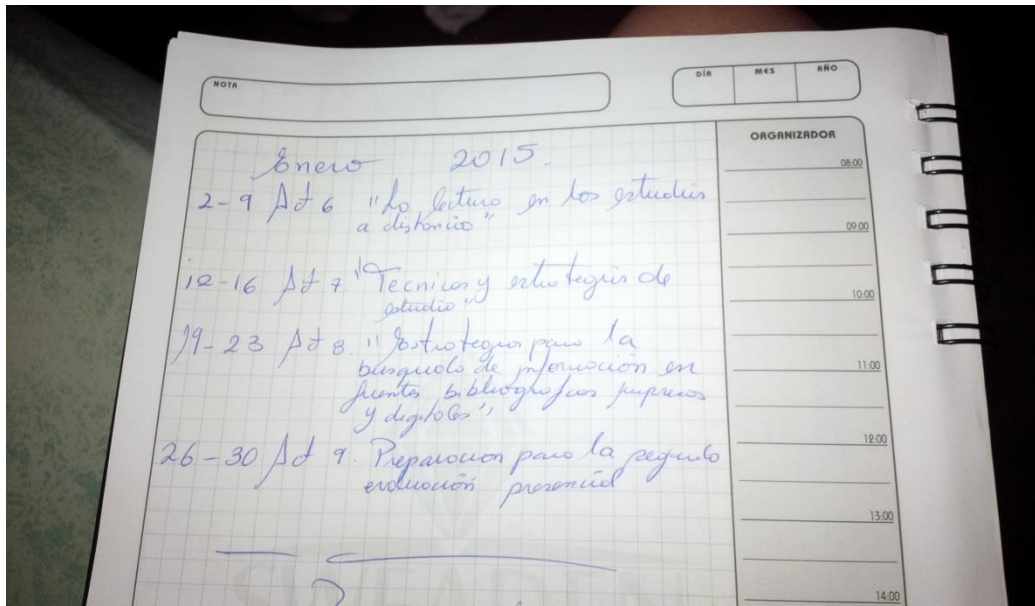 NOTA
DÍA MES AÑO
ORGANIZADOR
Enero 2015.
2-9 Act 6 "La lectura en los estudios
a distancia"
12-16 Act 7. "Tecnicas y estrategias de
estudio"
19-23 Act 8. "Estrategias para la
busqueda de información en
fuentes bibliograficas impresas
y digitales",
26-30 Act 9. Preparacion para la segunda
evaluación presencial
08:00
09:00
10:00
11:00
12:00
13:00
14:00